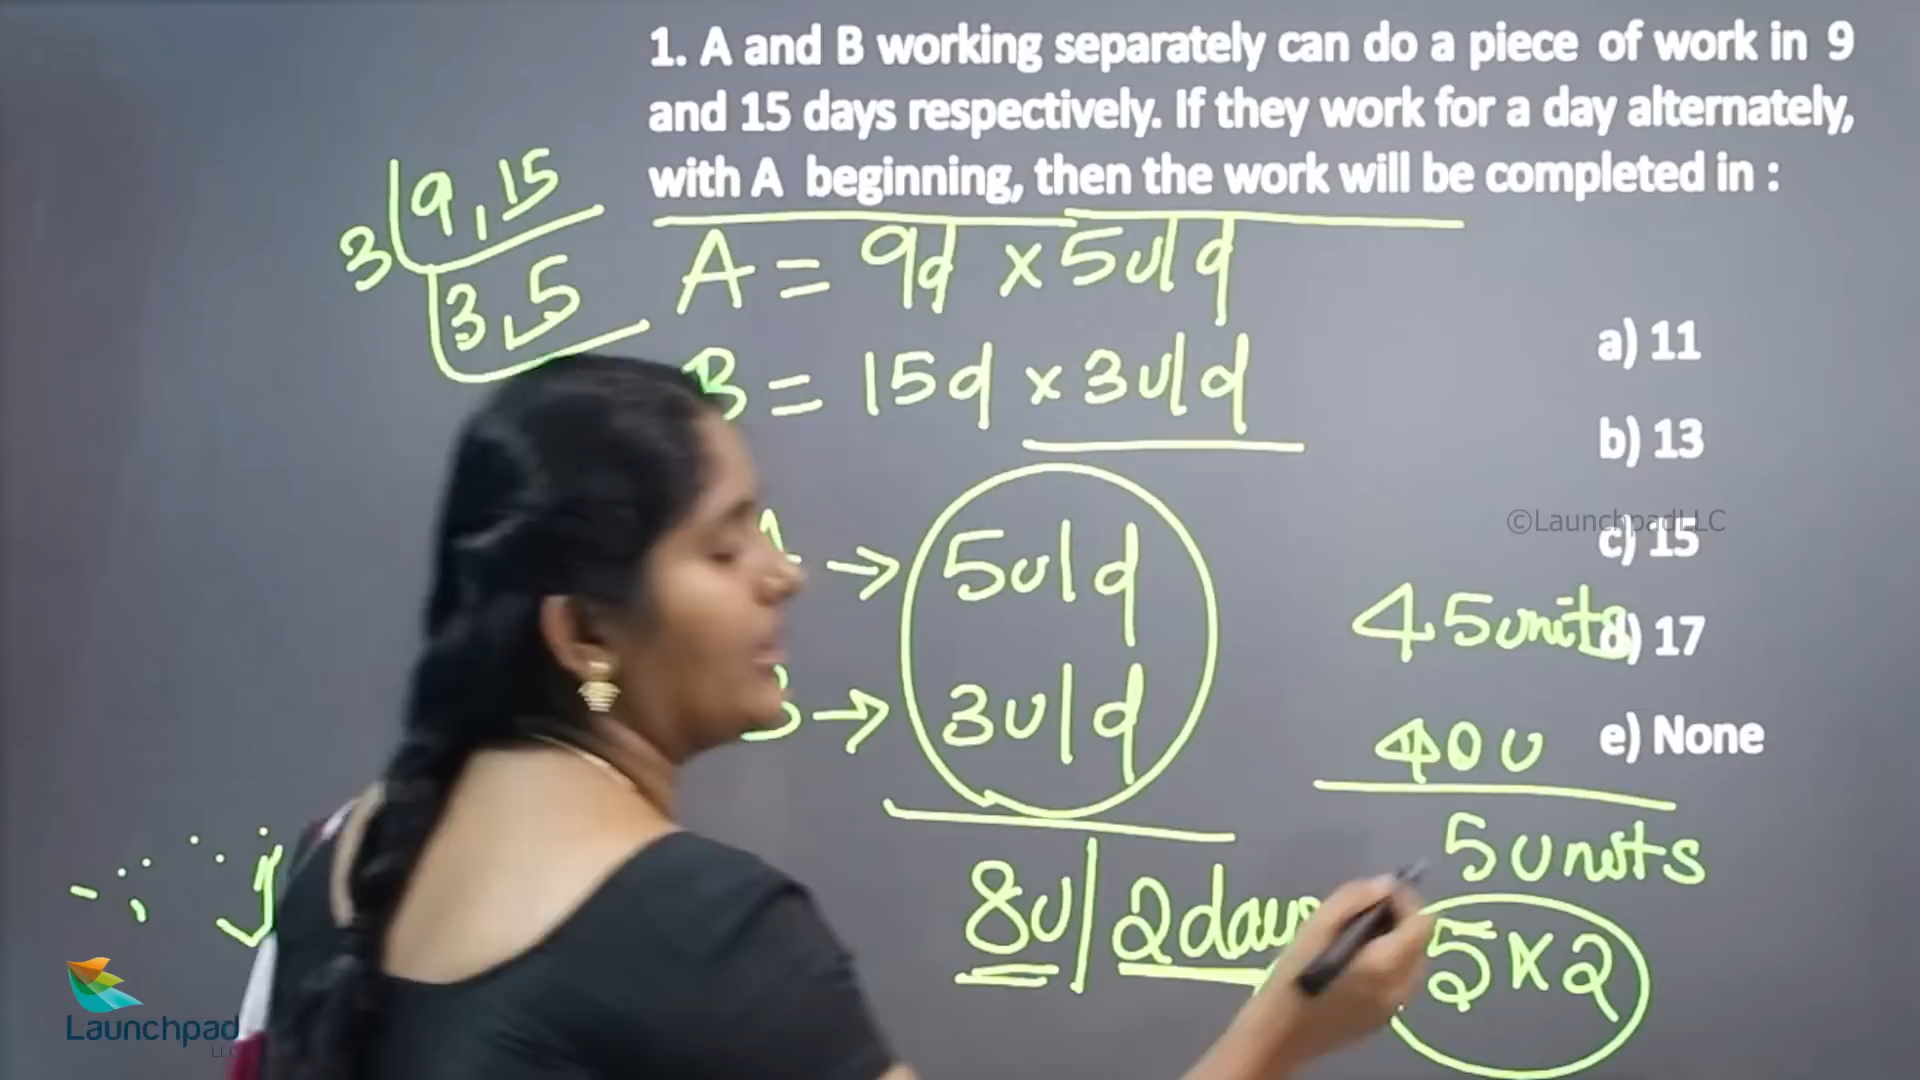 1. A and B working separately can do a piece of work in 9
and 15 days respectively. If they work for a day alternately,
with A beginning, then the work will be completed in :
3 9, 15
3, 5
A = 9d × 5u/d
B = 15d × 3u/d
a) 11
b) 13
c) 15
d) 17
e) None
A → 5u/d
B → 3u/d
8u/2days
45units
40u
5units
5×2
©LaunchpadLLC
Launchpad
LLC